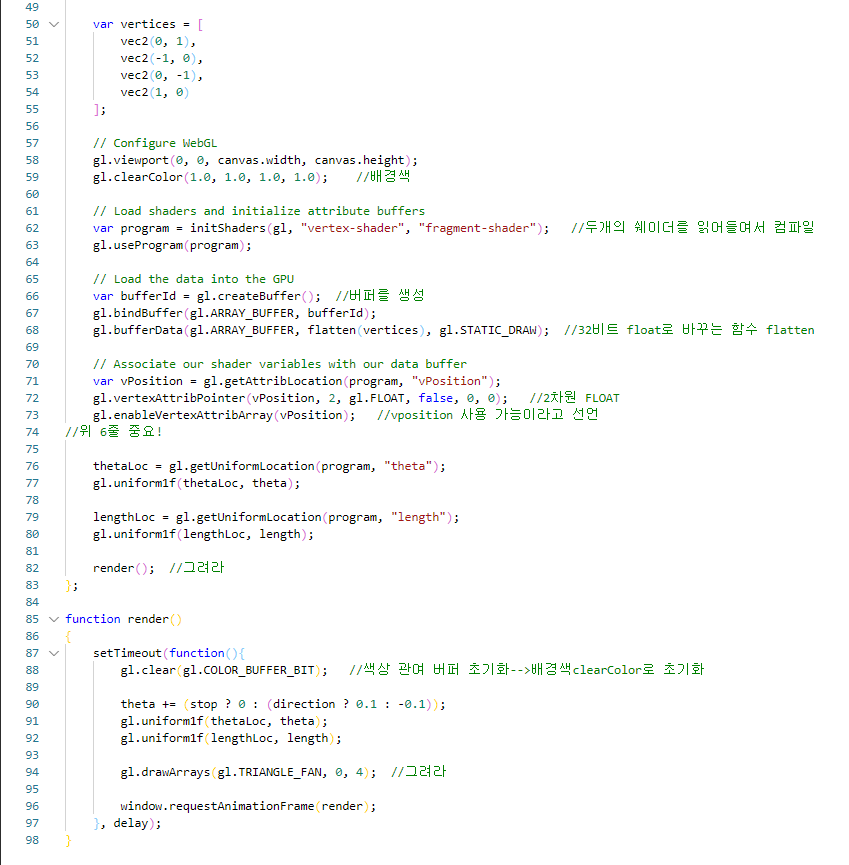 49
50 var vertices = [
51 vec2(0, 1),
52 vec2(-1, 0),
53 vec2(0, -1),
54 vec2(1, 0)
55 ];
56
57 // Configure WebGL
58 gl.viewport(0, 0, canvas.width, canvas.height);
59 gl.clearColor(1.0, 1.0, 1.0, 1.0); //배경색
60
61 // Load shaders and initialize attribute buffers
62 var program = initShaders(gl, "vertex-shader", "fragment-shader"); //두개의 쉐이더를 읽어들여서 컴파일
63 gl.useProgram(program);
64
65 // Load the data into the GPU
66 var bufferId = gl.createBuffer(); //버퍼를 생성
67 gl.bindBuffer(gl.ARRAY_BUFFER, bufferId);
68 gl.bufferData(gl.ARRAY_BUFFER, flatten(vertices), gl.STATIC_DRAW); //32비트 float로 바꾸는 함수 flatten
69
70 // Associate our shader variables with our data buffer
71 var vPosition = gl.getAttribLocation(program, "vPosition");
72 gl.vertexAttribPointer(vPosition, 2, gl.FLOAT, false, 0, 0); //2차원 FLOAT
73 gl.enableVertexAttribArray(vPosition); //vposition 사용 가능이라고 선언
74 //위 6줄 중요!
75
76 thetaLoc = gl.getUniformLocation(program, "theta");
77 gl.uniform1f(thetaLoc, theta);
78
79 lengthLoc = gl.getUniformLocation(program, "length");
80 gl.uniform1f(lengthLoc, length);
81
82 render(); //그려라
83 };
84
85 function render()
86 {
87 setTimeout(function(){
88 gl.clear(gl.COLOR_BUFFER_BIT); //색상 관여 버퍼 초기화-->배경색clearColor로 초기화
89
90 theta += (stop ? 0 : (direction ? 0.1 : -0.1));
91 gl.uniform1f(thetaLoc, theta);
92 gl.uniform1f(lengthLoc, length);
93
94 gl.drawArrays(gl.TRIANGLE_FAN, 0, 4); //그려라
95
96 window.requestAnimationFrame(render);
97 }, delay);
98 }